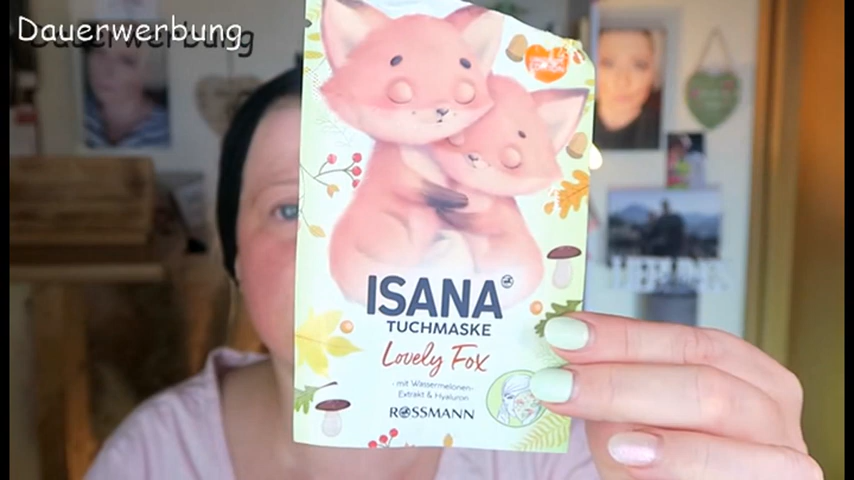 Dauerwerbung
ISANA
TUCHMASKE
Lovely Fox
- mit Wassermelonen-
Extrakt & Hyaluron
ROSSMANN